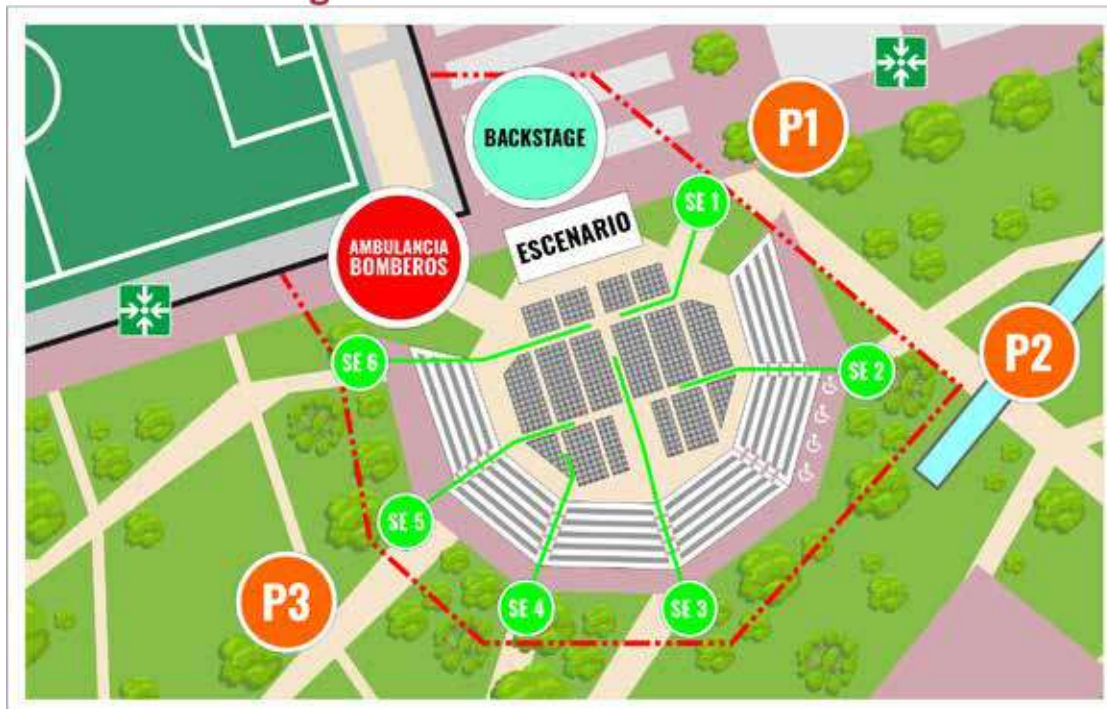 P1
BACKSTAGE
SE 1
ESCENARIO
AMBULANCIA
BOMBEROS
P2
SE 6
SE 2
SE 5
P3
SE 4
SE 3